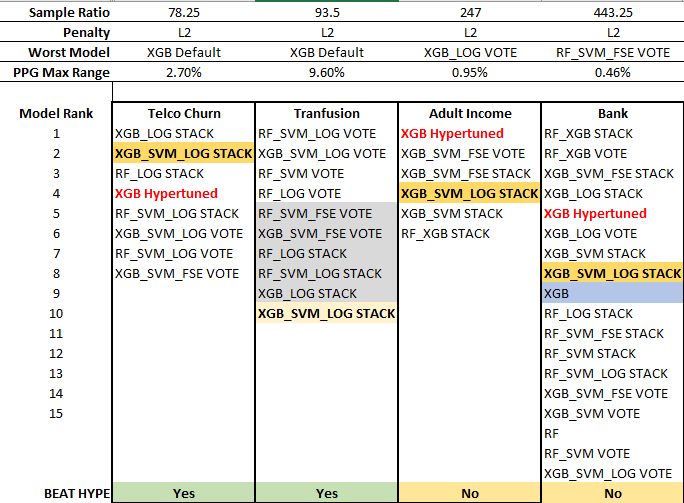 Sample Ratio 78.25 93.5 247 443.25
Penalty L2 L2 L2 L2
Worst Model XGB Default XGB Default XGB_LOG VOTE RF_SVM_FSE VOTE
PPG Max Range 2.70% 9.60% 0.95% 0.46%
Model Rank Telco Churn Tranfusion Adult Income Bank
1 XGB_LOG STACK RF_SVM_LOG VOTE XGB Hypertuned RF_XGB STACK
2 XGB_SVM_LOG STACK XGB_SVM_LOG VOTE XGB_SVM_FSE VOTE RF_XGB VOTE
3 RF_LOG STACK RF_SVM VOTE XGB_SVM_FSE STACK XGB_SVM_FSE STACK
4 XGB Hypertuned RF_LOG VOTE XGB_SVM_LOG STACK XGB_LOG STACK
5 RF_SVM_LOG STACK RF_SVM_FSE VOTE XGB_SVM STACK XGB Hypertuned
6 XGB_LOG VOTE XGB_SVM_FSE VOTE RF_XGB STACK XGB_LOG VOTE
7 RF_SVM_LOG VOTE RF_LOG STACK XGB_SVM STACK
8 XGB_SVM_FSE VOTE RF_SVM_LOG STACK XGB_SVM_LOG STACK
9 XGB_LOG STACK XGB
10 XGB_SVM_LOG STACK RF_LOG STACK
11 RF_SVM_FSE STACK
12 RF_SVM STACK
13 RF_SVM_LOG STACK
14 XGB_SVM_FSE VOTE
15 XGB_SVM VOTE
RF
RF_SVM VOTE
XGB_SVM_LOG VOTE
BEAT HYPE Yes Yes No No